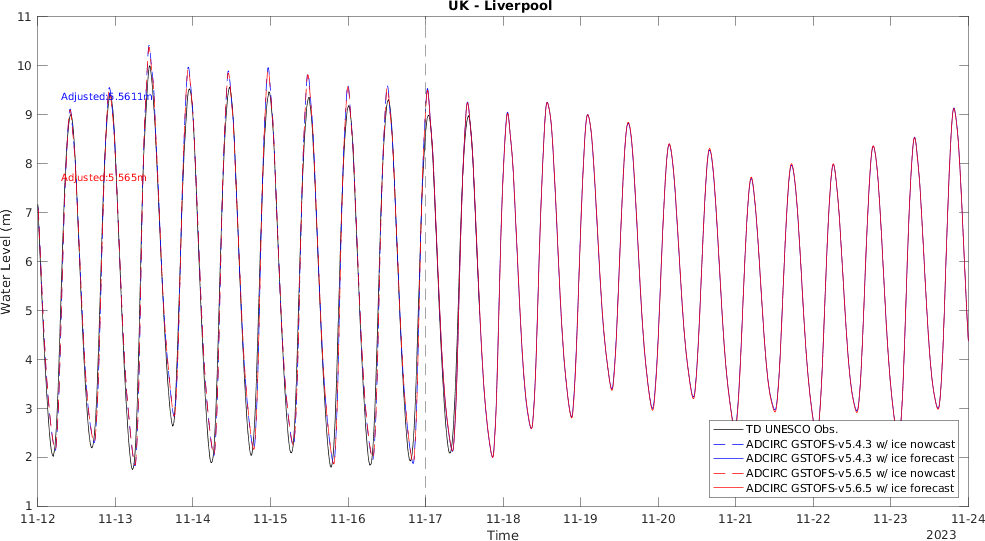 UK - Liverpool
11
10
9
8
7
6
5
4
3
2
1
Water Level (m)
Adjusted:5.5611m
Adjusted:5.565m
TD UNESCO Obs.
ADCIRC GSTOFS-v5.4.3 w/ ice nowcast
ADCIRC GSTOFS-v5.4.3 w/ ice forecast
ADCIRC GSTOFS-v5.6.5 w/ ice nowcast
ADCIRC GSTOFS-v5.6.5 w/ ice forecast
11-12 11-13 11-14 11-15 11-16 11-17 11-18 11-19 11-20 11-21 11-22 11-23 11-24
Time
2023